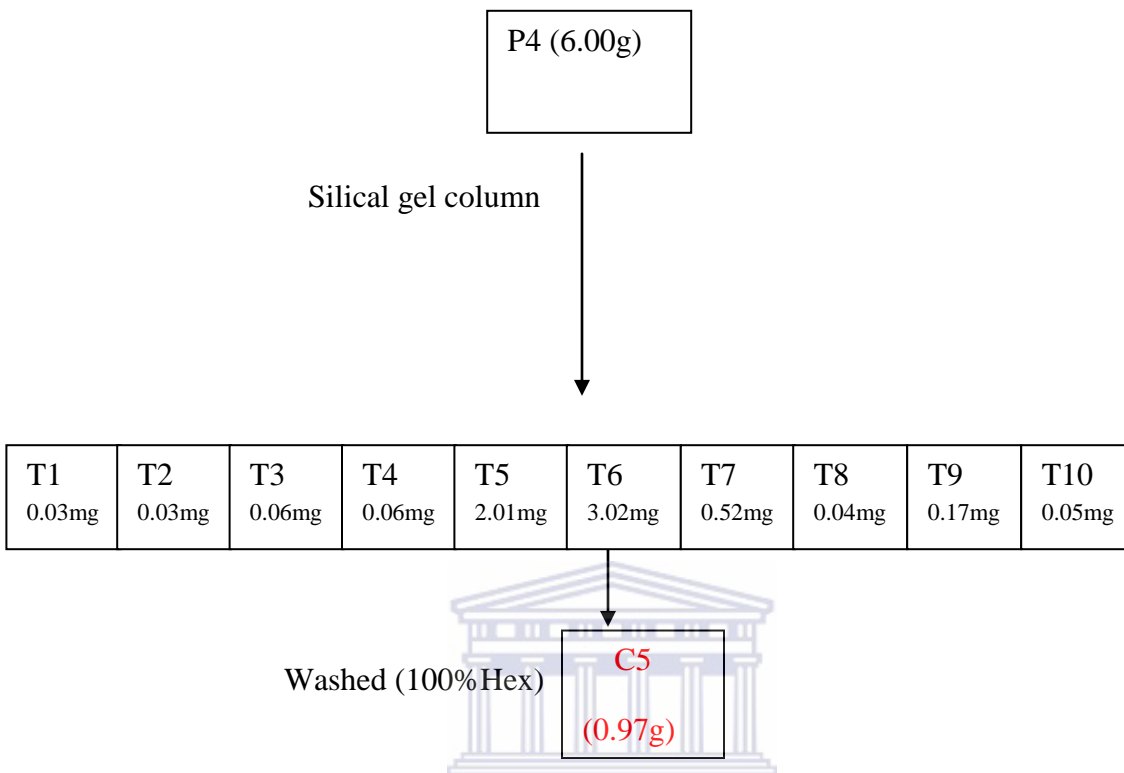 P4 (6.00g)
Silical gel column
T1 T2 T3 T4 T5 T6 T7 T8 T9 T10
0.03mg 0.03mg 0.06mg 0.06mg 2.01mg 3.02mg 0.52mg 0.04mg 0.17mg 0.05mg
C5
Washed (100%Hex)
(0.97g)